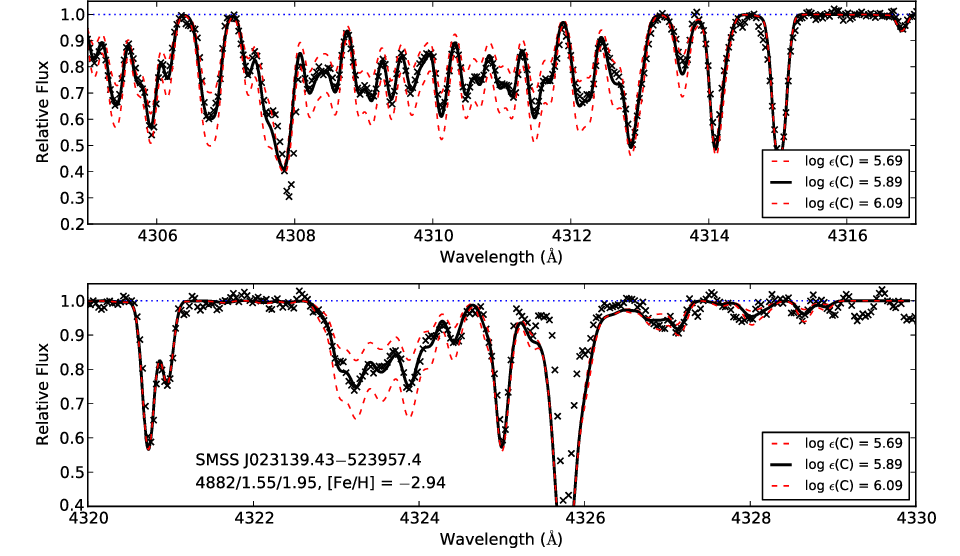 1.0
0.9
0.8
0.7
0.6
0.5
0.4
0.3
0.2
Relative Flux
4306 4308 4310 4312 4314 4316
Wavelength (Å)
log ϵ(C) = 5.69
log ϵ(C) = 5.89
log ϵ(C) = 6.09
1.0
0.9
0.8
0.7
0.6
0.5
0.4
Relative Flux
SMSS J023139.43−523957.4
4882/1.55/1.95, [Fe/H] = −2.94
log ϵ(C) = 5.69
log ϵ(C) = 5.89
log ϵ(C) = 6.09
4320 4322 4324 4326 4328 4330
Wavelength (Å)